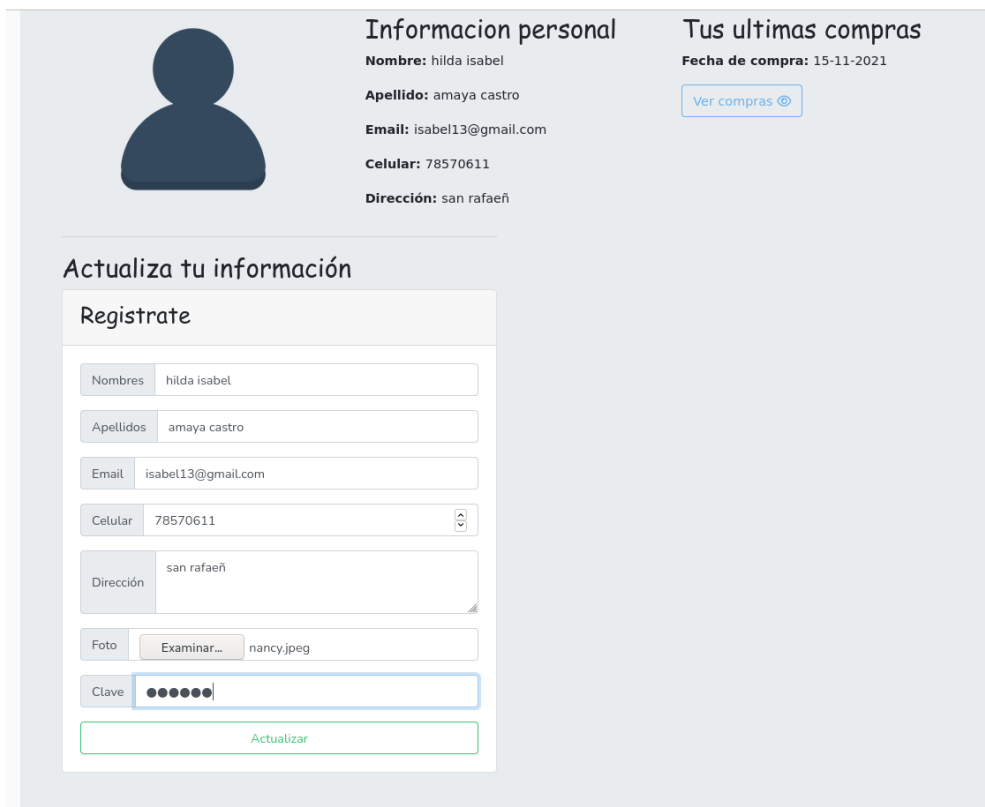 Informacion personal
Nombre: hilda isabel
Apellido: amaya castro
Email: isabel13@gmail.com
Celular: 78570611
Dirección: san rafaeñ
Tus ultimas compras
Fecha de compra: 15-11-2021
Ver compras
Actualiza tu información
Registrate
Nombres hilda isabel
Apellidos amaya castro
Email isabel13@gmail.com
Celular 78570611
Dirección san rafaeñ
Foto Examinar... nancy.jpeg
Clave ●●●●●●
Actualizar